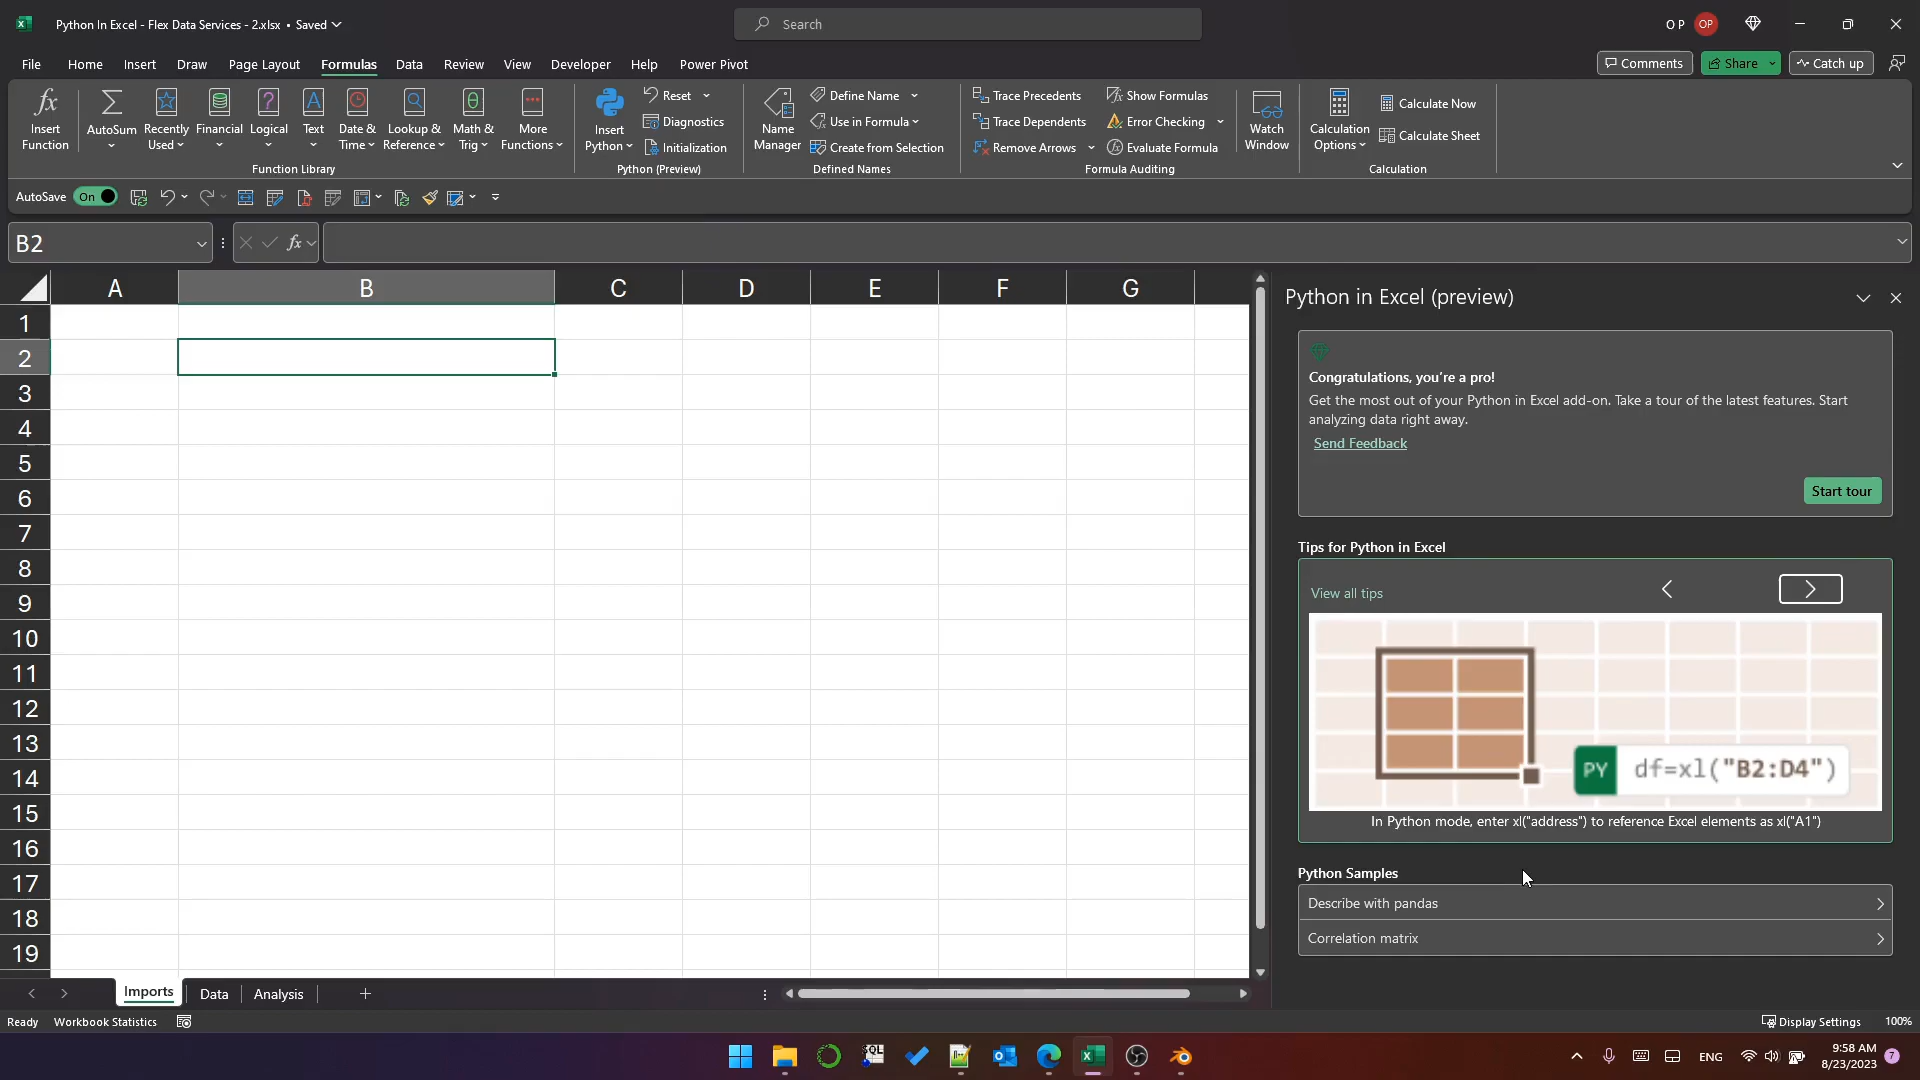 Python In Excel - Flex Data Services - 2.xlsx • Saved
Search
O P
OP
File
Home
Insert
Draw
Page Layout
Formulas
Data
Review
View
Developer
Help
Power Pivot
Comments
Share
Catch up
fx
Insert
Function
AutoSum
Recently
Used
Financial
Logical
Text
Date &
Time
Lookup &
Reference
Math &
Trig
More
Functions
Function Library
Insert
Python
Reset
Diagnostics
Initialization
Python (Preview)
Name
Manager
Define Name
Use in Formula
Create from Selection
Defined Names
Trace Precedents
Trace Dependents
Remove Arrows
Show Formulas
Error Checking
Evaluate Formula
Formula Auditing
Watch
Window
Calculation
Options
Calculate Now
Calculate Sheet
Calculation
AutoSave
On
B2
fx
A
B
C
D
E
F
G
1
2
3
4
5
6
7
8
9
10
11
12
13
14
15
16
17
18
19
Python in Excel (preview)
Congratulations, you're a pro!
Get the most out of your Python in Excel add-on. Take a tour of the latest features. Start
analyzing data right away.
Send Feedback
Start tour
Tips for Python in Excel
View all tips
PY df=xl("B2:D4")
In Python mode, enter xl("address") to reference Excel elements as xl("A1")
Python Samples
Describe with pandas
Correlation matrix
Imports
Data
Analysis
Ready
Workbook Statistics
Display Settings
100%
SQL
ENG
9:58 AM
8/23/2023
7